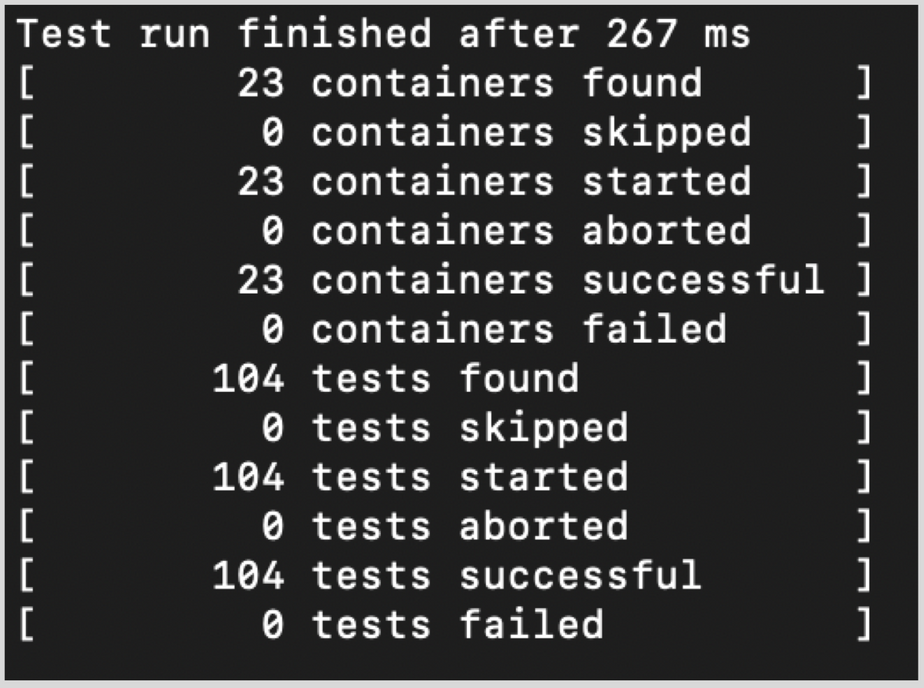 Test run finished after 267 ms
[        23 containers found      ]
[         0 containers skipped    ]
[        23 containers started    ]
[         0 containers aborted    ]
[        23 containers successful ]
[         0 containers failed     ]
[       104 tests found           ]
[         0 tests skipped         ]
[       104 tests started         ]
[         0 tests aborted         ]
[       104 tests successful      ]
[         0 tests failed          ]